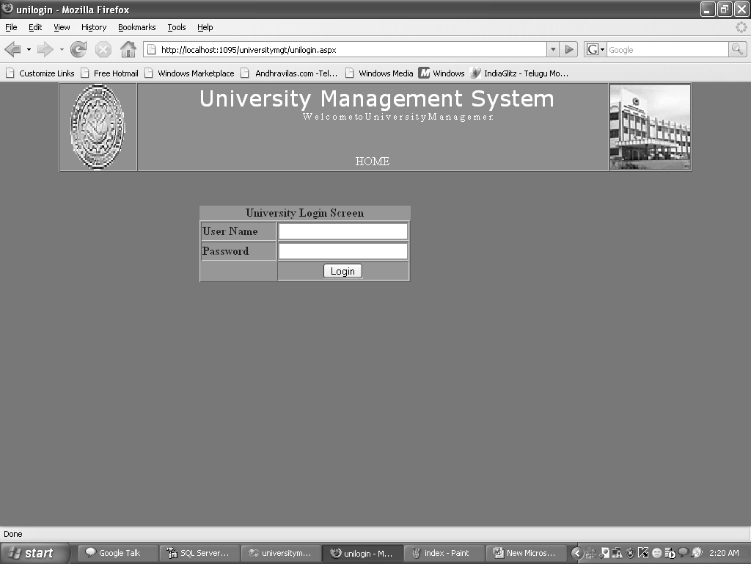 unilogin - Mozilla Firefox
File Edit View History Bookmarks Tools Help
http://localhost:1095/universitymgt/unilogin.aspx
G Google
Customize Links Free Hotmail Windows Marketplace Andhravilas.com -Tel... Windows Media Windows IndiaGlitz - Telugu Mo...
University Management System
WelcometoUniversityManagemer
HOME
University Login Screen
User Name
Password
Login
Done
start Google Talk SQL Server... universitym... unilogin - M... index - Paint New Micros... 2:20 AM